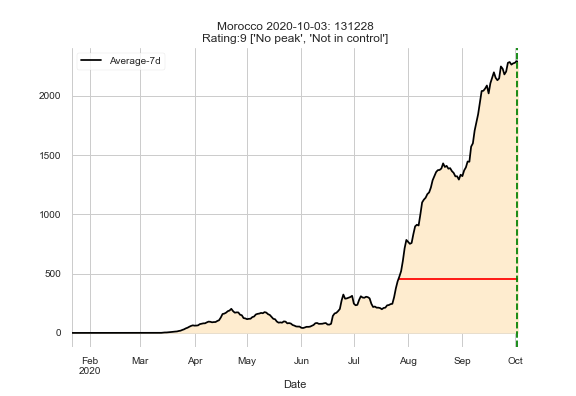 Morocco 2020-10-03: 131228
Rating:9 ['No peak', 'Not in control']
Average-7d
2000
1500
1000
500
0
Feb Mar Apr May Jun Jul Aug Sep Oct
2020
Date